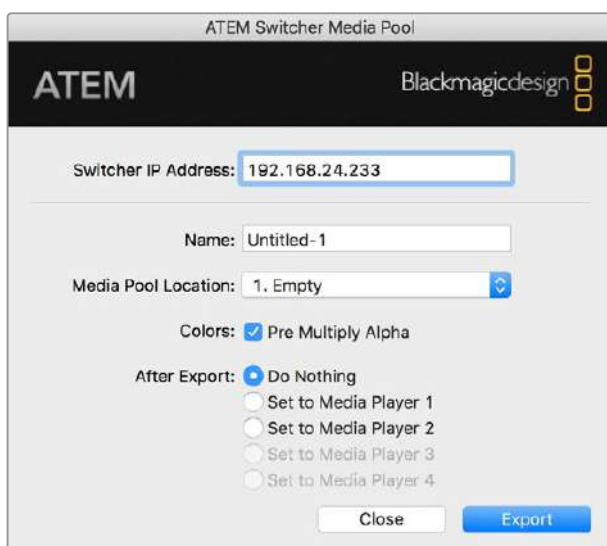 ATEM Switcher Media Pool
ATEM Blackmagicdesign
Switcher IP Address: 192.168.24.233
Name: Untitled-1
Media Pool Location: 1. Empty
Colors: Pre Multiply Alpha
After Export: Do Nothing
Set to Media Player 1
Set to Media Player 2
Set to Media Player 3
Set to Media Player 4
Close Export